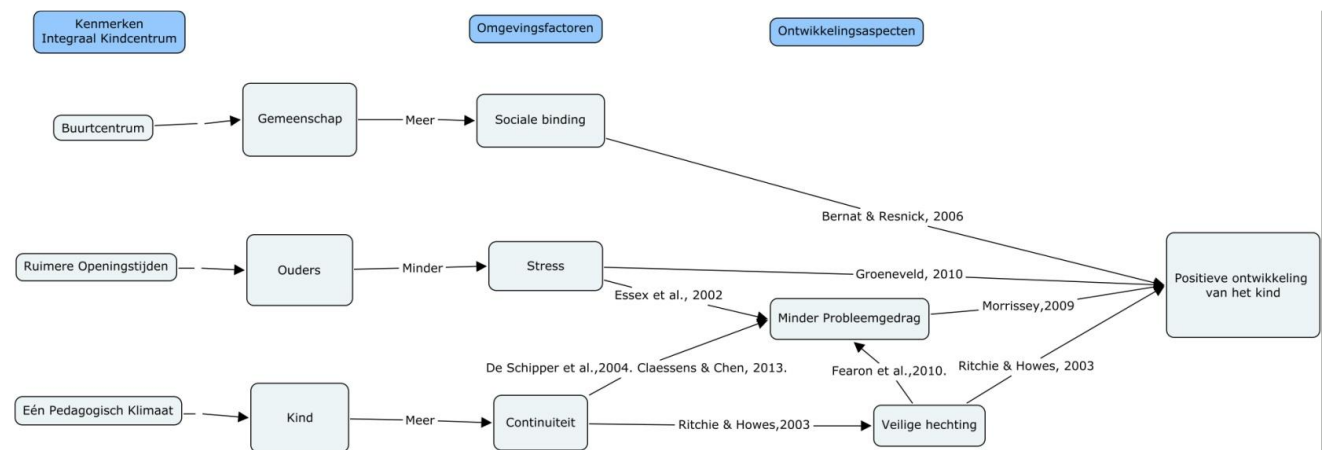 Kenmerken
Integraal Kindcentrum
Omgevingsfactoren
Ontwikkelingsaspecten
Buurtcentrum
Gemeenschap
Meer
Sociale binding
Bernat & Resnick, 2006
Ruimere Openingstijden
Ouders
Minder
Stress
Groeneveld, 2010
Essex et al., 2002
Positieve ontwikkeling
van het kind
Minder Probleemgedrag
Morrissey,2009
De Schipper et al.,2004. Claessens & Chen, 2013.
Fearon et al.,2010.
Ritchie & Howes, 2003
Eén Pedagogisch Klimaat
Kind
Meer
Continuiteit
Ritchie & Howes,2003
Veilige hechting